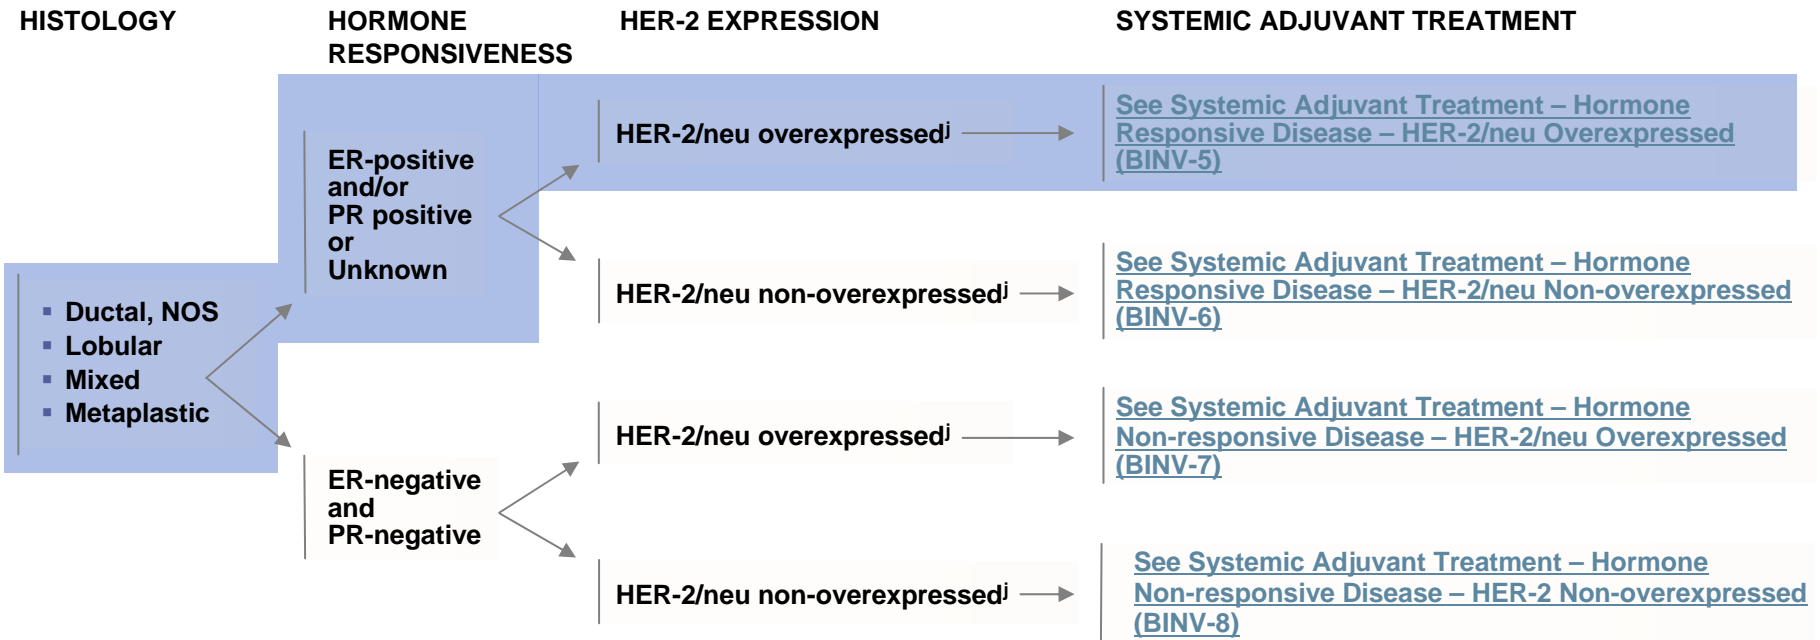 HISTOLOGY
HORMONE
RESPONSIVENESS
HER-2 EXPRESSION
SYSTEMIC ADJUVANT TREATMENT
▪ Ductal, NOS
▪ Lobular
▪ Mixed
▪ Metaplastic
ER-positive
and/or
PR positive
or
Unknown
HER-2/neu overexpressedʲ
See Systemic Adjuvant Treatment – Hormone
Responsive Disease – HER-2/neu Overexpressed
(BINV-5)
HER-2/neu non-overexpressedʲ
See Systemic Adjuvant Treatment – Hormone
Responsive Disease – HER-2/neu Non-overexpressed
(BINV-6)
ER-negative
and
PR-negative
HER-2/neu overexpressedʲ
See Systemic Adjuvant Treatment – Hormone
Non-responsive Disease – HER-2/neu Overexpressed
(BINV-7)
HER-2/neu non-overexpressedʲ
See Systemic Adjuvant Treatment – Hormone
Non-responsive Disease – HER-2 Non-overexpressed
(BINV-8)